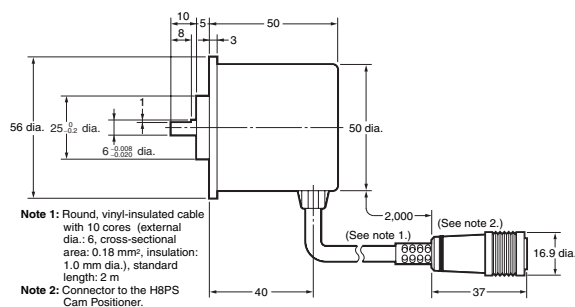 10
5
50
8
3
1
56 dia.
25 0 -0.2 dia.
6 -0.008 -0.020 dia.
50 dia.
2,000
(See note 1.)
(See note 2.)
16.9 dia.
40
37
Note 1: Round, vinyl-insulated cable
with 10 cores (external
dia.: 6, cross-sectional
area: 0.18 mm², insulation:
1.0 mm dia.), standard
length: 2 m
Note 2: Connector to the H8PS
Cam Positioner.